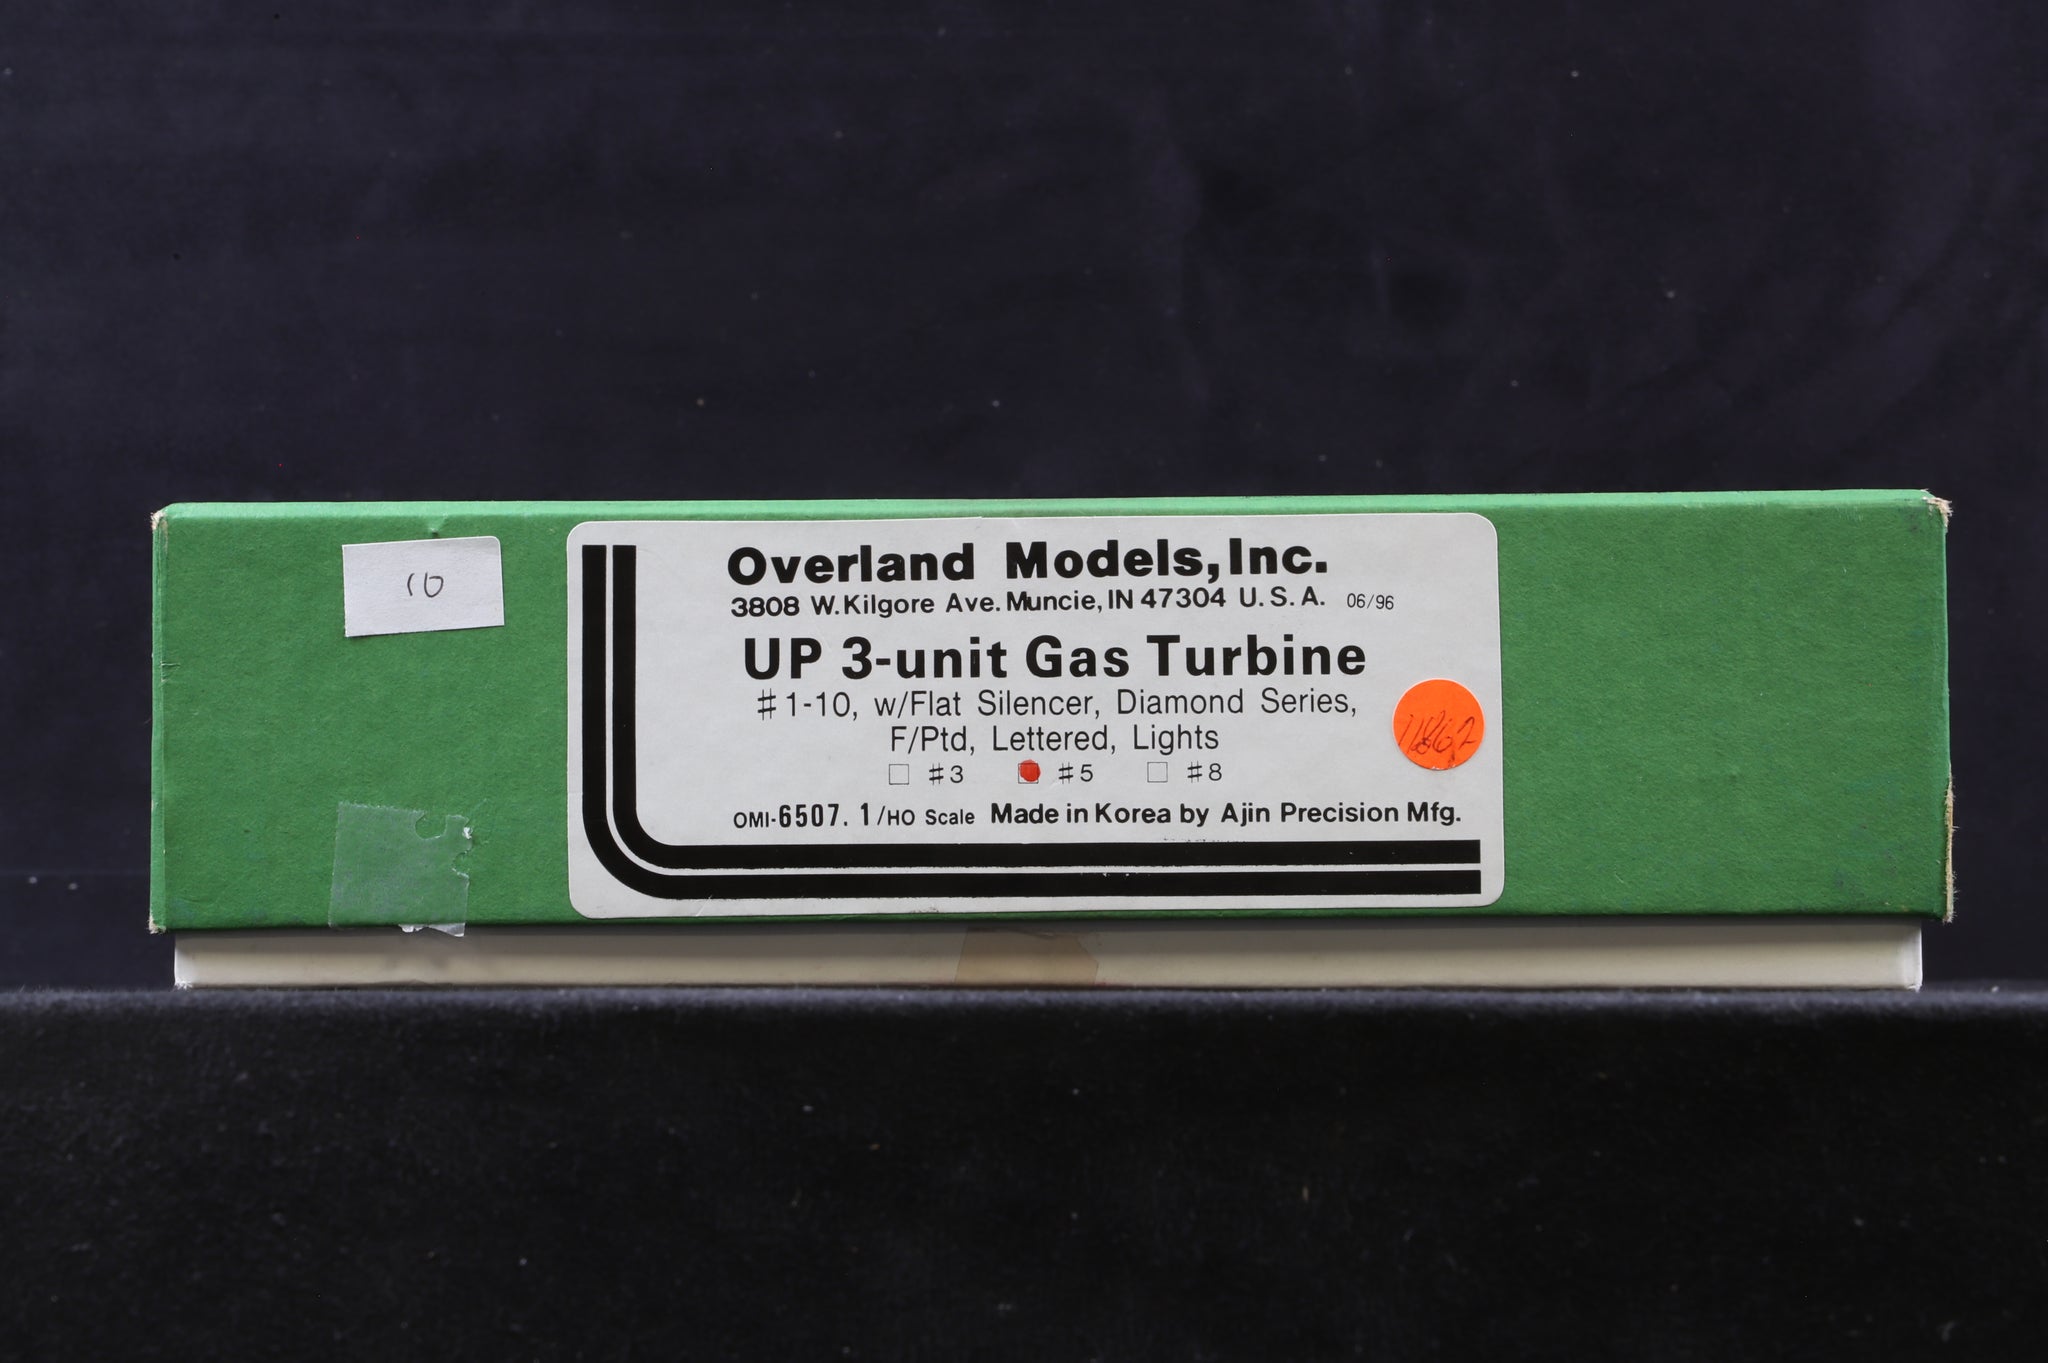 10
Overland Models, Inc.
3808 W. Kilgore Ave. Muncie, IN 47304 U. S. A. 06/96
UP 3-unit Gas Turbine
#1-10, w/Flat Silencer, Diamond Series,
F/Ptd, Lettered, Lights
#3 #5 #8
OMI-6507. 1/HO Scale Made in Korea by Ajin Precision Mfg.